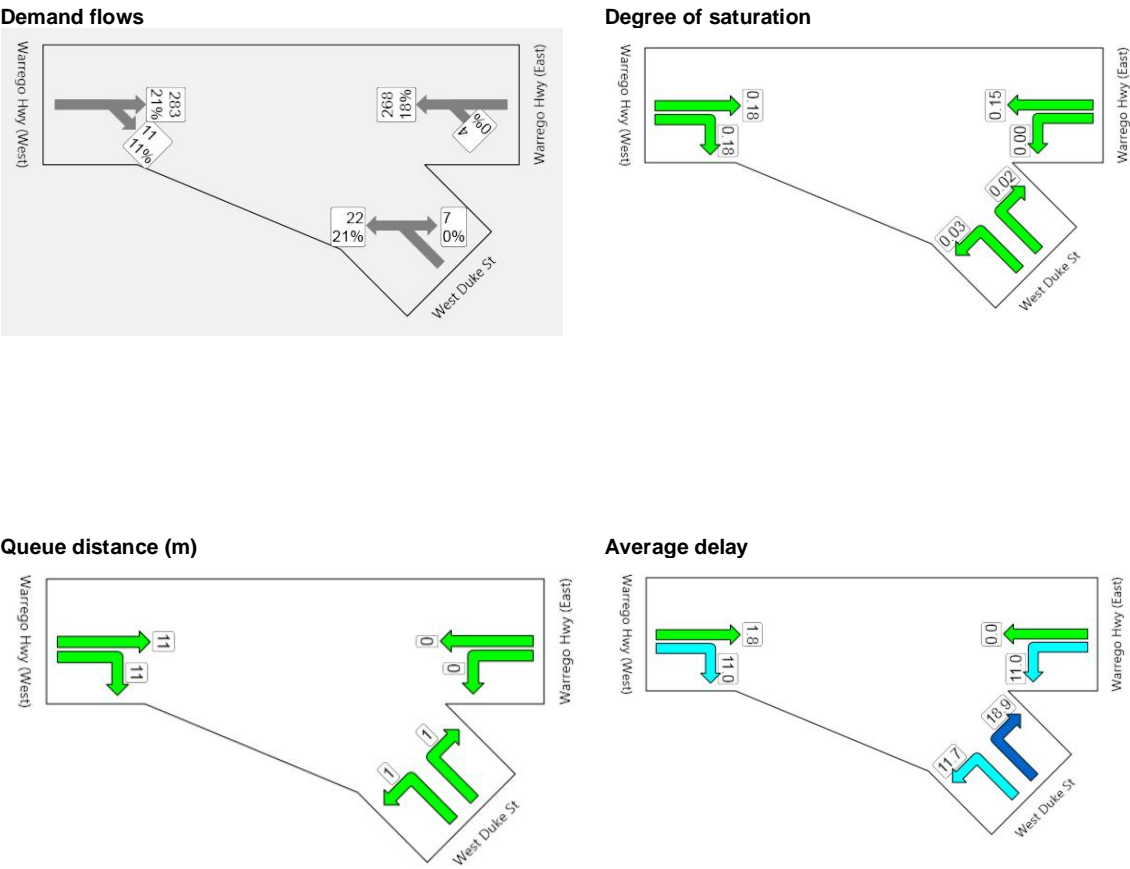 Demand flows
Warrego Hwy (West)
283
21%
11
11%
268
18%
4
0%
Warrego Hwy (East)
22
21%
7
0%
West Duke St
Degree of saturation
Warrego Hwy (West)
0.18
0.18
0.15
0.00
Warrego Hwy (East)
0.03
0.02
West Duke St
Queue distance (m)
Warrego Hwy (West)
11
11
0
0
Warrego Hwy (East)
1
1
West Duke St
Average delay
Warrego Hwy (West)
1.8
11.0
0.0
11.0
Warrego Hwy (East)
11.7
18.9
West Duke St